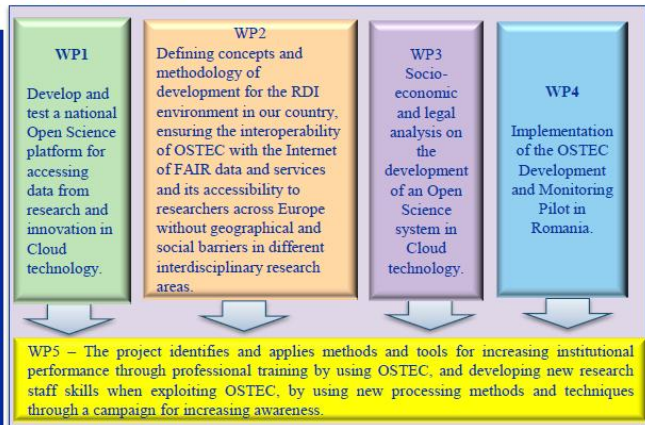 WP1
Develop and
test a national
Open Science
platform for
accessing
data from
research and
innovation in
Cloud
technology.
WP2
Defining concepts and
methodology of
development for the RDI
environment in our country,
ensuring the interoperability
of OSTEC with the Internet
of FAIR data and services
and its accessibility to
researchers across Europe
without geographical and
social barriers in different
interdisciplinary research
areas.
WP3
Socio-
economic
and legal
analysis on
the
development
of an Open
Science
system in
Cloud
technology.
WP4
Implementation
of the OSTEC
Development
and Monitoring
Pilot in
Romania.
WP5 – The project identifies and applies methods and tools for increasing institutional
performance through professional training by using OSTEC, and developing new research
staff skills when exploiting OSTEC, by using new processing methods and techniques
through a campaign for increasing awareness.